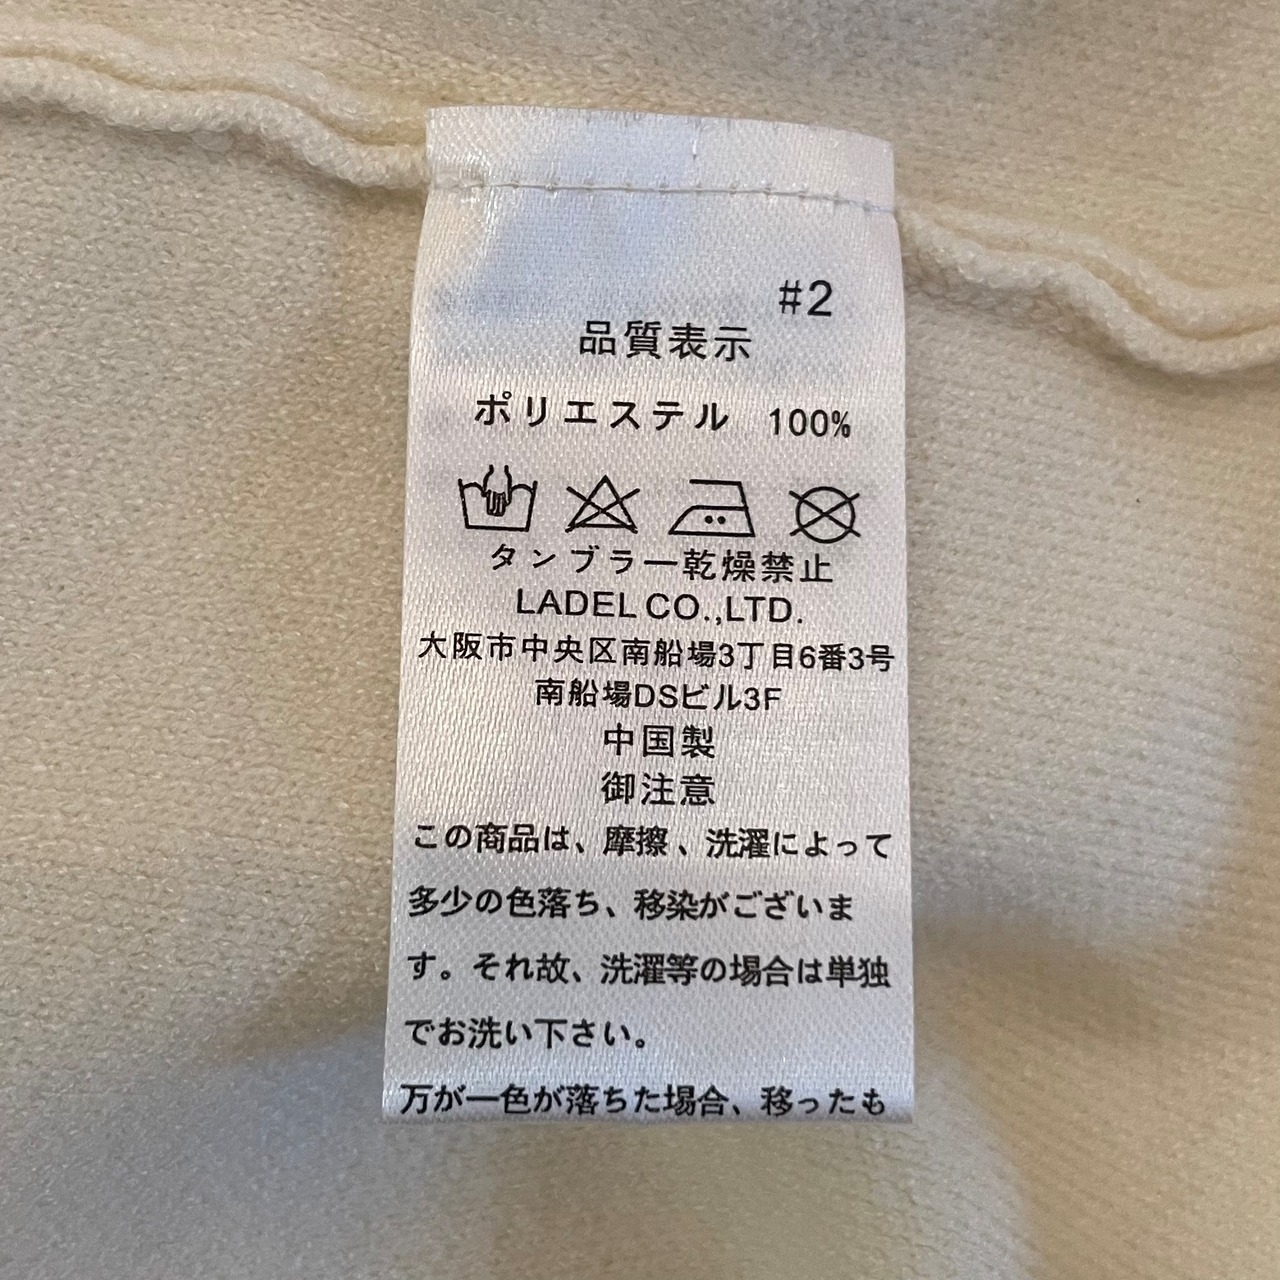 #2
品質表示
ポリエステル 100%
タンブラー乾燥禁止
LADEL CO.,LTD.
大阪市中央区南船場3丁目6番3号
南船場DSビル3F
中国製
御注意
この商品は、摩擦、洗濯によって
多少の色落ち、移染がございま
す。それ故、洗濯等の場合は単独
でお洗い下さい。
万が一色が落ちた場合、移ったも